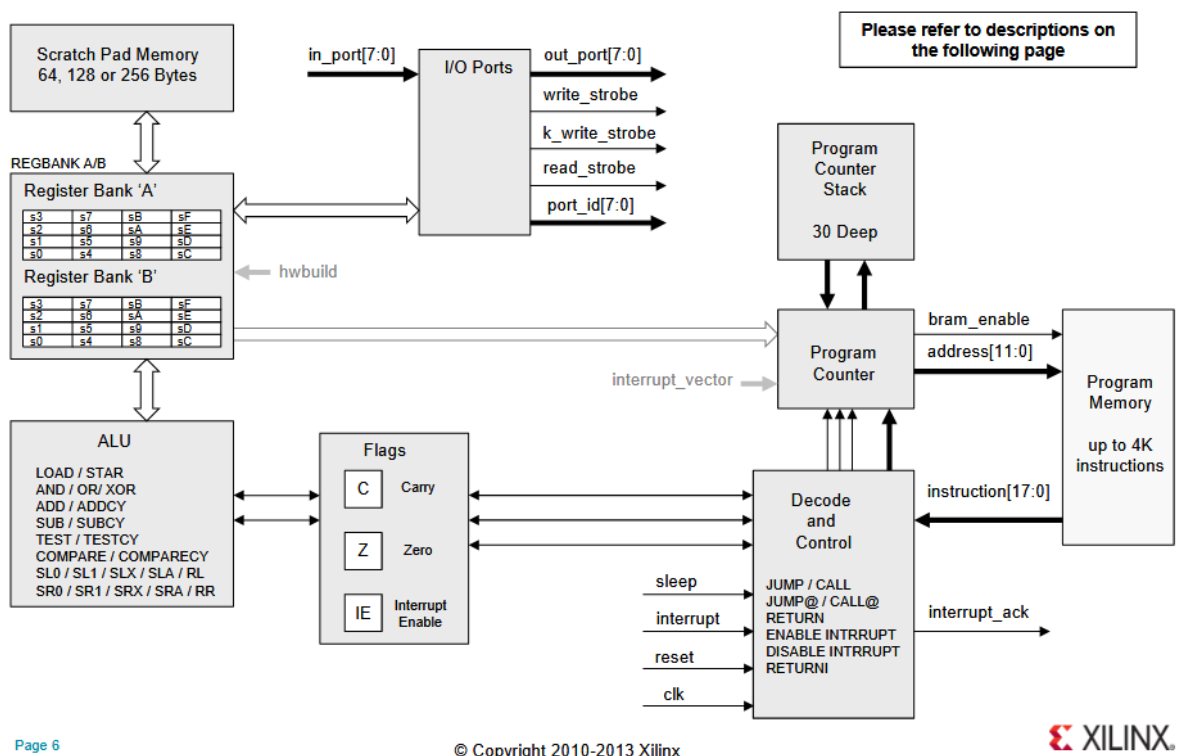 Please refer to descriptions on
the following page
Scratch Pad Memory
64, 128 or 256 Bytes
in_port[7:0]
I/O Ports
out_port[7:0]
write_strobe
k_write_strobe
read_strobe
port_id[7:0]
REGBANK A/B
Register Bank 'A'
s3 s7 sB sF
s2 s6 sA sE
s1 s5 s9 sD
s0 s4 s8 sC
Register Bank 'B'
s3 s7 sB sF
s2 s6 sA sE
s1 s5 s9 sD
s0 s4 s8 sC
hwbuild
Program
Counter
Stack
30 Deep
interrupt_vector
Program
Counter
bram_enable
address[11:0]
Program
Memory
up to 4K
instructions
instruction[17:0]
ALU
LOAD / STAR
AND / OR/ XOR
ADD / ADDCY
SUB / SUBCY
TEST / TESTCY
COMPARE / COMPARECY
SL0 / SL1 / SLX / SLA / RL
SR0 / SR1 / SRX / SRA / RR
Flags
C Carry
Z Zero
IE Interrupt
Enable
Decode
and
Control
JUMP / CALL
JUMP@ / CALL@
RETURN
ENABLE INTRRUPT
DISABLE INTRRUPT
RETURNI
sleep
interrupt
reset
clk
interrupt_ack
Page 6
© Copyright 2010-2013 Xilinx
XILINX.